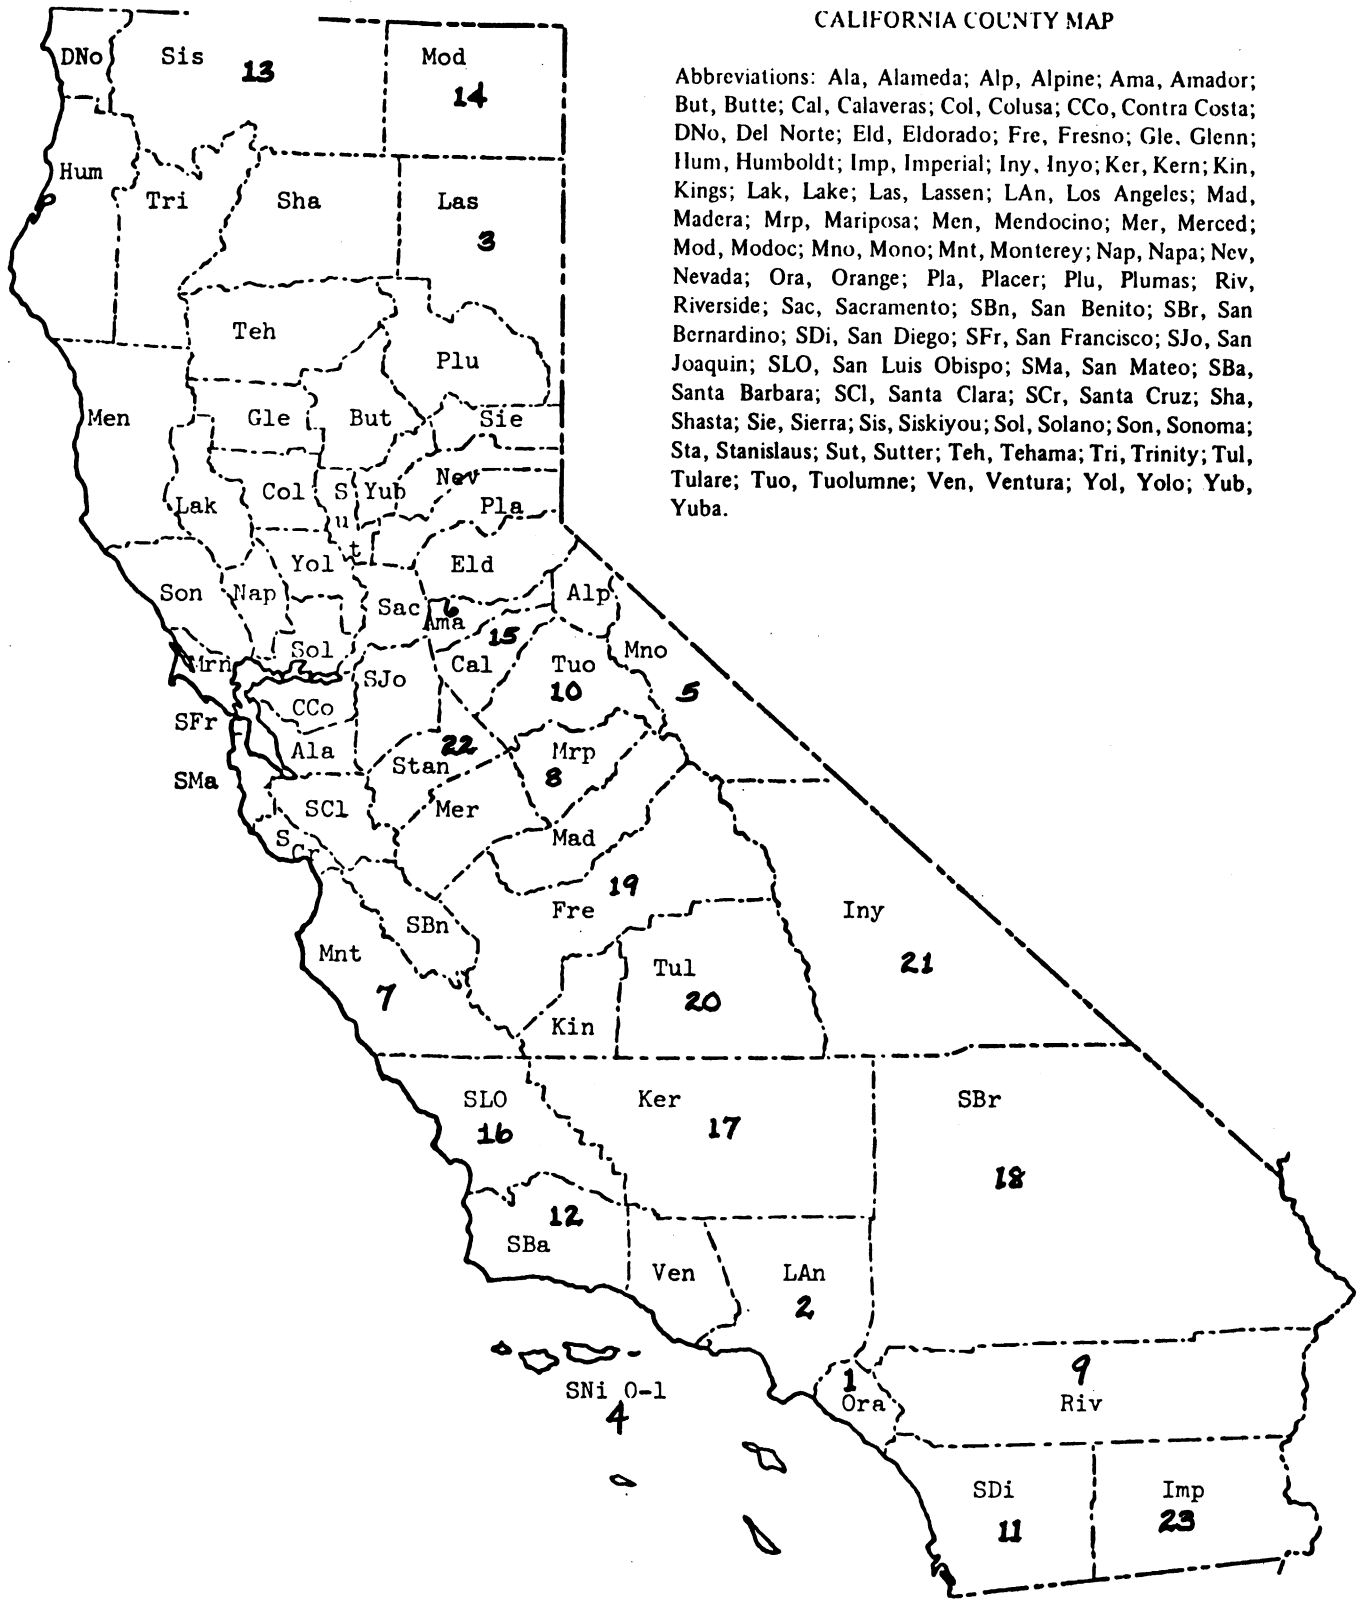 CALIFORNIA COUNTY MAP
Abbreviations: Ala, Alameda; Alp, Alpine; Ama, Amador;
But, Butte; Cal, Calaveras; Col, Colusa; CCo, Contra Costa;
DNo, Del Norte; Eld, Eldorado; Fre, Fresno; Gle, Glenn;
Hum, Humboldt; Imp, Imperial; Iny, Inyo; Ker, Kern; Kin,
Kings; Lak, Lake; Las, Lassen; LAn, Los Angeles; Mad,
Madera; Mrp, Mariposa; Men, Mendocino; Mer, Merced;
Mod, Modoc; Mno, Mono; Mnt, Monterey; Nap, Napa; Nev,
Nevada; Ora, Orange; Pla, Placer; Plu, Plumas; Riv,
Riverside; Sac, Sacramento; SBn, San Benito; SBr, San
Bernardino; SDi, San Diego; SFr, San Francisco; SJo, San
Joaquin; SLO, San Luis Obispo; SMa, San Mateo; SBa,
Santa Barbara; SCl, Santa Clara; SCr, Santa Cruz; Sha,
Shasta; Sie, Sierra; Sis, Siskiyou; Sol, Solano; Son, Sonoma;
Sta, Stanislaus; Sut, Sutter; Teh, Tehama; Tri, Trinity; Tul,
Tulare; Tuo, Tuolumne; Ven, Ventura; Yol, Yolo; Yub,
Yuba.
DNo
Sis
13
Mod
14
Hum
Tri
Sha
Las
3
Teh
Plu
Men
Gle
But
Sie
Lak
Col
S
u
t
Yub
Nev
Pla
Yol
Eld
Son
Nap
Sac
Ama
6
Alp
15
Sol
Cal
Tuo
10
Mno
5
Mrn
SJo
CCo
SFr
Ala
22
Stan
Mrp
8
SMa
SCl
Mer
S
Cr
Mad
19
Fre
SBn
Iny
21
Mnt
7
Tul
20
Kin
SLO
16
Ker
17
SBr
18
12
SBa
Ven
LAn
2
SNi 0-1
4
1
Ora
9
Riv
SDi
11
Imp
23